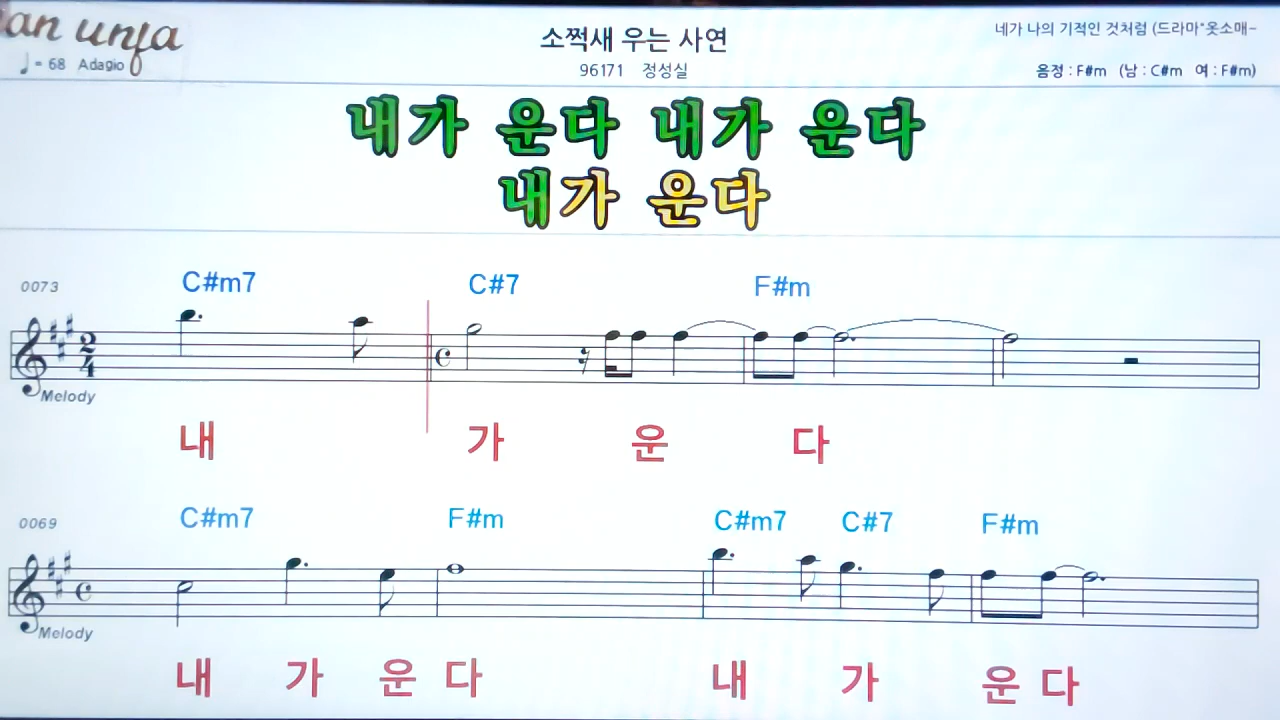 an unfa
♩= 68 Adagio
소쩍새 우는 사연
96171 정성실
네가 나의 기적인 것처럼 (드라마"옷소매-
음정 : F#m (남 : C#m 여 : F#m)
내가 운다 내가 운다
내가 운다
0073
C#m7 C#7 F#m
2
4
Melody
내 가 운 다
0069
C#m7 F#m C#m7 C#7 F#m
Melody
내 가 운 다 내 가 운 다